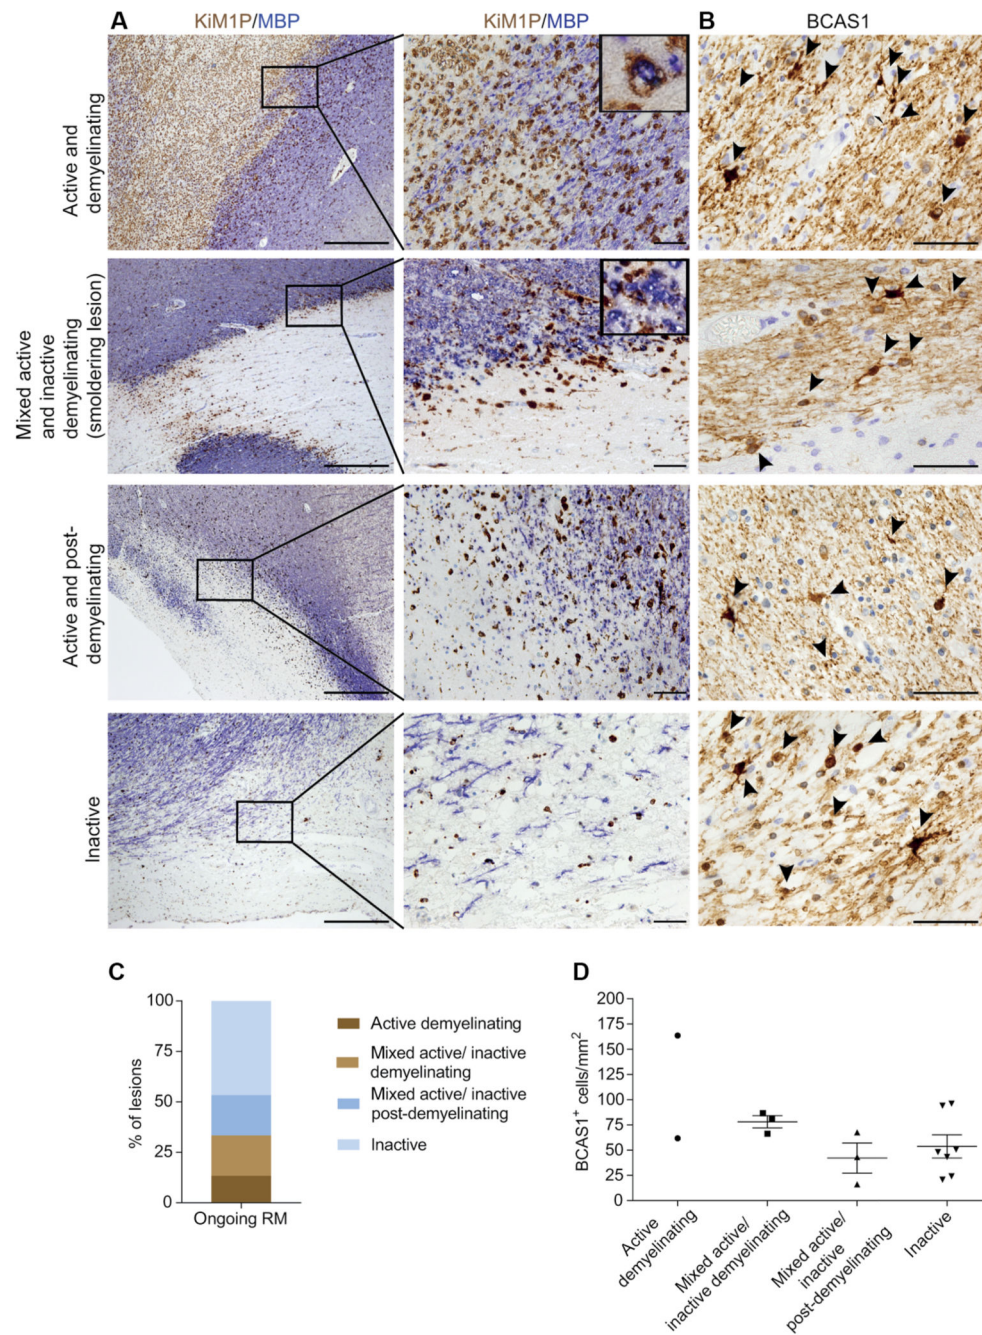 A
KiM1P/MBP
KiM1P/MBP
B
BCAS1
Active and
demyelinating
Mixed active
and inactive
demyelinating
(smoldering lesion)
Active and post-
demyelinating
Inactive
C
100
75
50
25
0
% of lesions
Ongoing RM
Active demyelinating
Mixed active/ inactive
demyelinating
Mixed active/ inactive
post-demyelinating
Inactive
D
200
175
150
125
100
75
50
25
0
BCAS1+ cells/mm2
Active
demyelinating
Mixed active/
inactive demyelinating
Mixed active/
inactive
post-demyelinating
Inactive